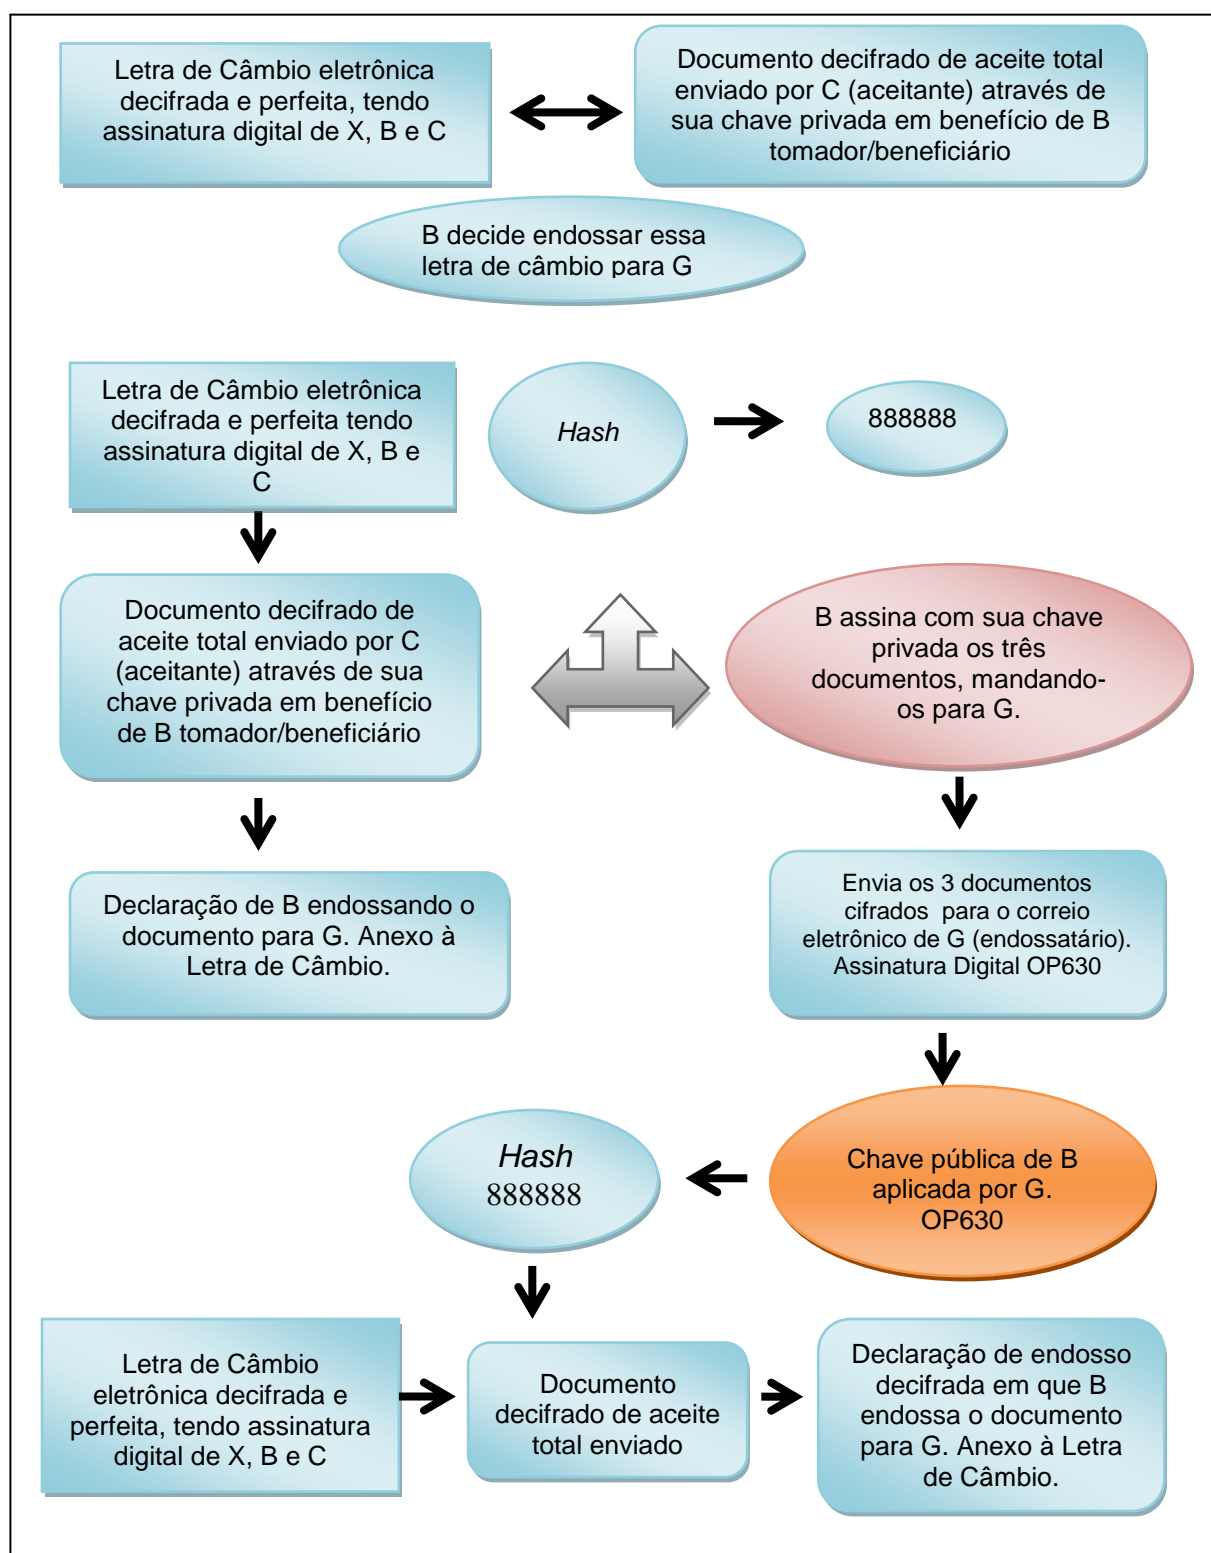 Letra de Câmbio eletrônica
decifrada e perfeita, tendo
assinatura digital de X, B e C
Documento decifrado de aceite total
enviado por C (aceitante) através de
sua chave privada em benefício de B
tomador/beneficiário
B decide endossar essa
letra de câmbio para G
Letra de Câmbio eletrônica
decifrada e perfeita tendo
assinatura digital de X, B e
C
Hash
888888
Documento decifrado de
aceite total enviado por C
(aceitante) através de sua
chave privada em benefício
de B tomador/beneficiário
B assina com sua chave
privada os três
documentos, mandando-
os para G.
Declaração de B endossando o
documento para G. Anexo à
Letra de Câmbio.
Envia os 3 documentos
cifrados para o correio
eletrônico de G (endossatário).
Assinatura Digital OP630
Chave pública de B
aplicada por G.
OP630
Hash
888888
Letra de Câmbio
eletrônica decifrada e
perfeita, tendo assinatura
digital de X, B e C
Documento
decifrado de aceite
total enviado
Declaração de endosso
decifrada em que B
endossa o documento
para G. Anexo à Letra
de Câmbio.